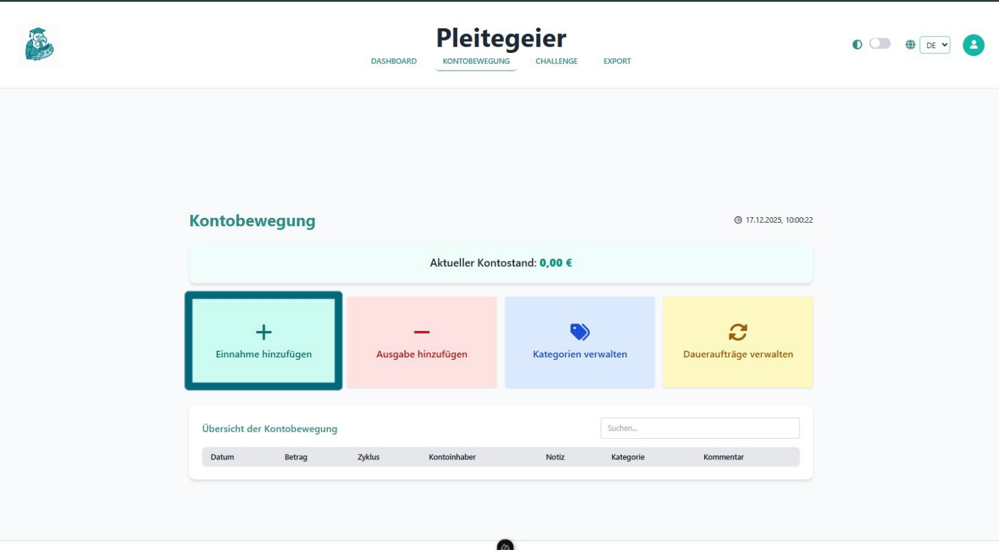 Pleitegeier
DASHBOARD KONTOBEWEGUNG CHALLENGE EXPORT
DE
Kontobewegung
17.12.2025, 10:00:22
Aktueller Kontostand: 0,00 €
Einnahme hinzufügen
Ausgabe hinzufügen
Kategorien verwalten
Daueraufträge verwalten
Übersicht der Kontobewegung
Suchen...
Datum Betrag Zyklus Kontoinhaber Notiz Kategorie Kommentar